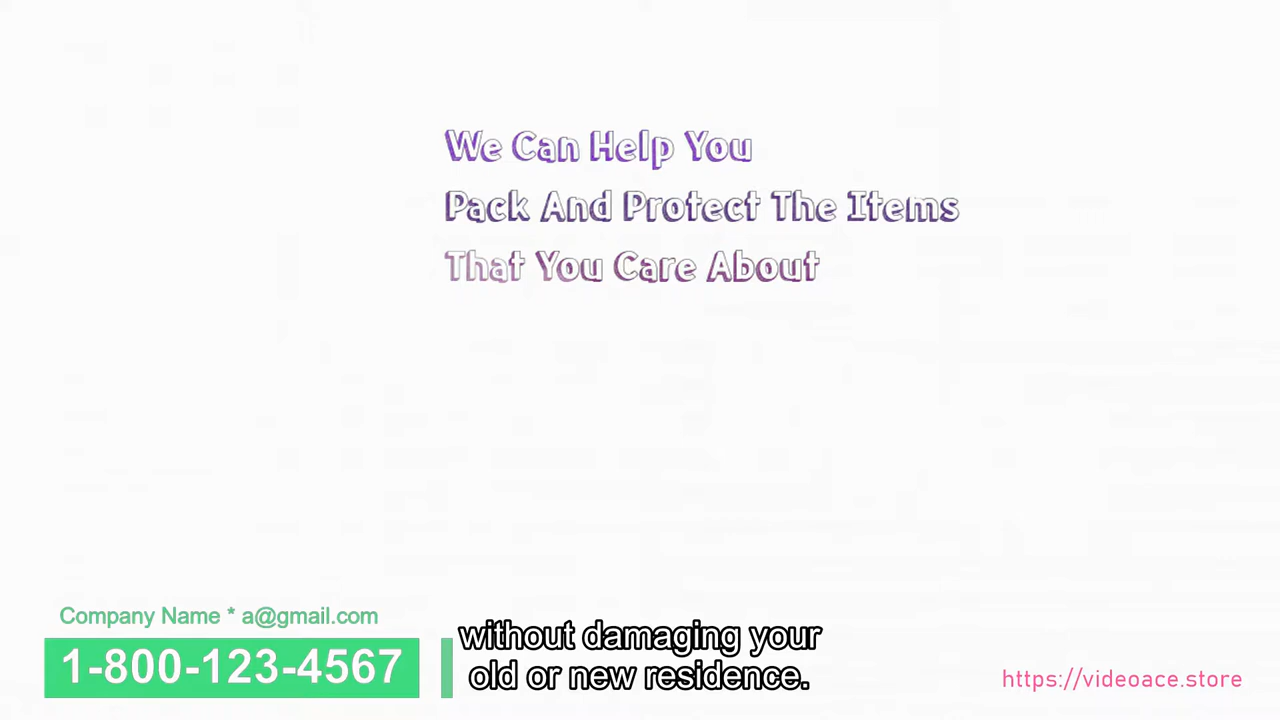 We Can Help You
Pack And Protect The Items
That You Care About
Company Name * a@gmail.com
1-800-123-4567
without damaging your
old or new residence.
https://videoace.store